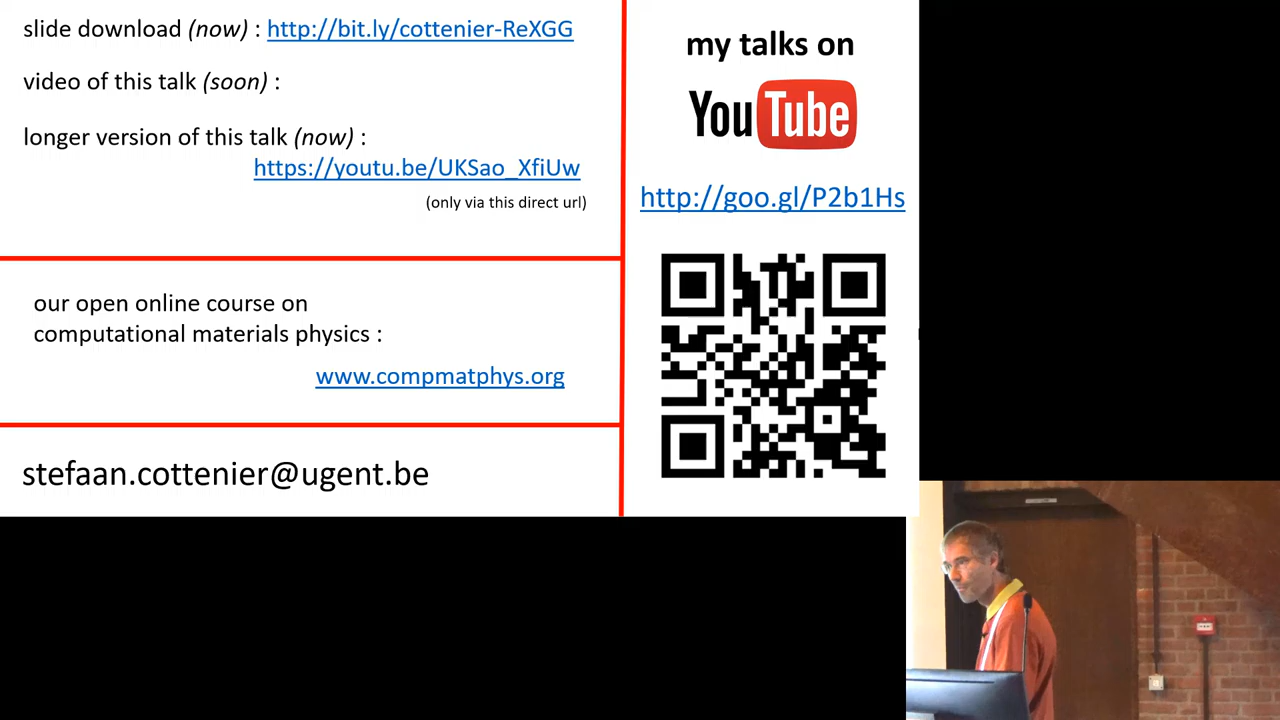 slide download (now) : http://bit.ly/cottenier-ReXGG
video of this talk (soon) :
longer version of this talk (now) :
https://youtu.be/UKSao_XfiUw
(only via this direct url)
our open online course on
computational materials physics :
www.compmatphys.org
stefaan.cottenier@ugent.be
my talks on
YouTube
http://goo.gl/P2b1Hs